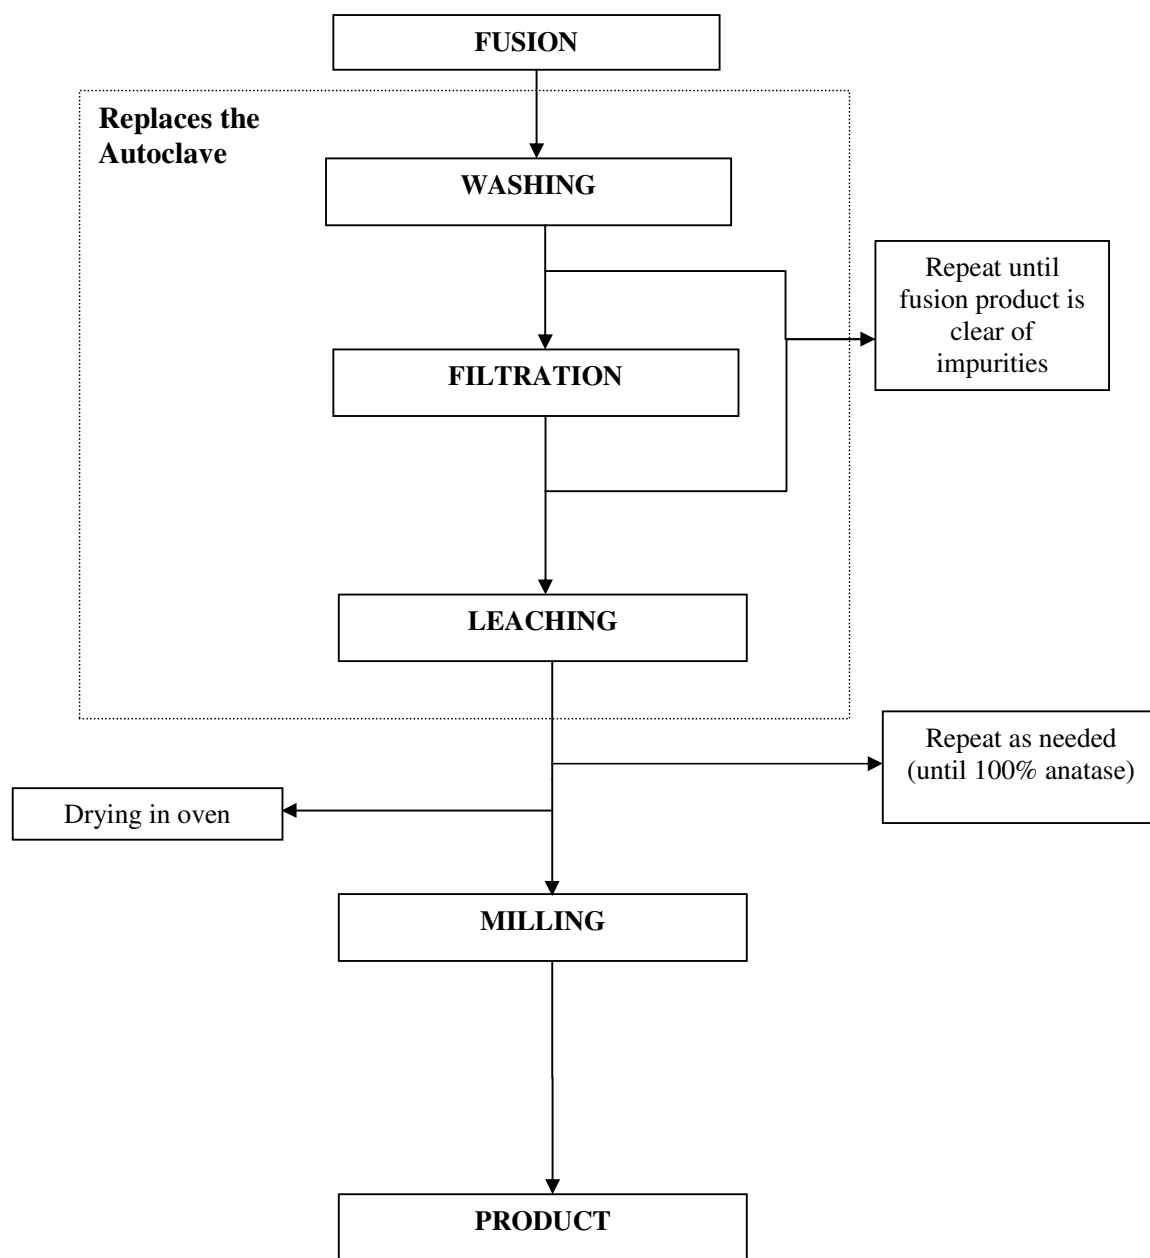 FUSION
Replaces the
Autoclave
WASHING
Repeat until
fusion product is
clear of
impurities
FILTRATION
LEACHING
Repeat as needed
(until 100% anatase)
Drying in oven
MILLING
PRODUCT